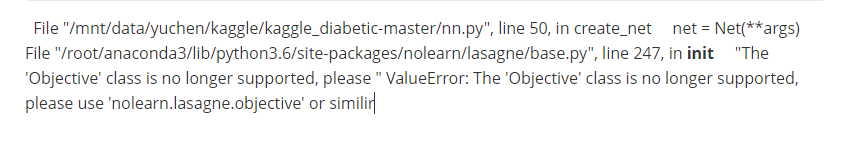 File "/mnt/data/yuchen/kaggle/kaggle_diabetic-master/nn.py", line 50, in create_net net = Net(**args)
File "/root/anaconda3/lib/python3.6/site-packages/nolearn/lasagne/base.py", line 247, in init "The
'Objective' class is no longer supported, please " ValueError: The 'Objective' class is no longer supported,
please use 'nolearn.lasagne.objective' or similir